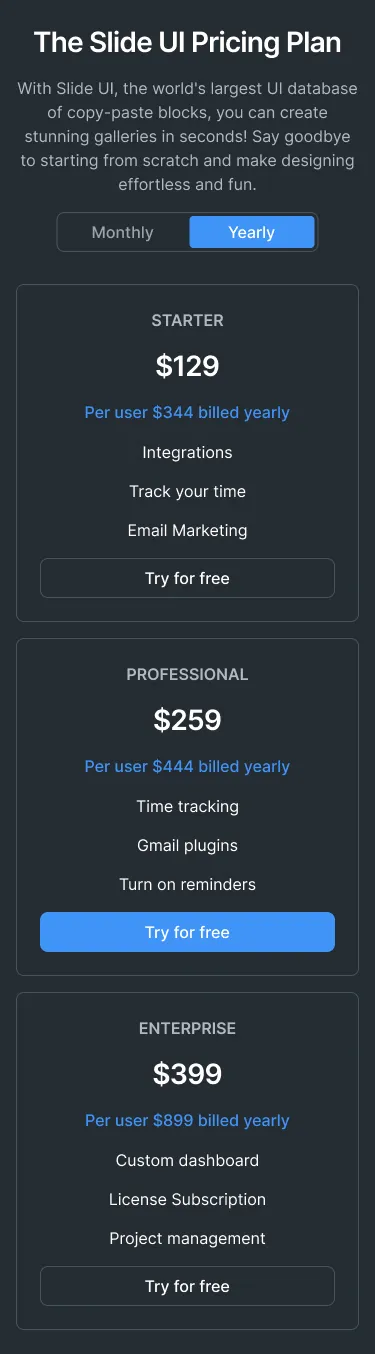 The Slide UI Pricing Plan
With Slide UI, the world's largest UI database
of copy-paste blocks, you can create
stunning galleries in seconds! Say goodbye
to starting from scratch and make designing
effortless and fun.
Monthly Yearly
STARTER
$129
Per user $344 billed yearly
Integrations
Track your time
Email Marketing
Try for free
PROFESSIONAL
$259
Per user $444 billed yearly
Time tracking
Gmail plugins
Turn on reminders
Try for free
ENTERPRISE
$399
Per user $899 billed yearly
Custom dashboard
License Subscription
Project management
Try for free